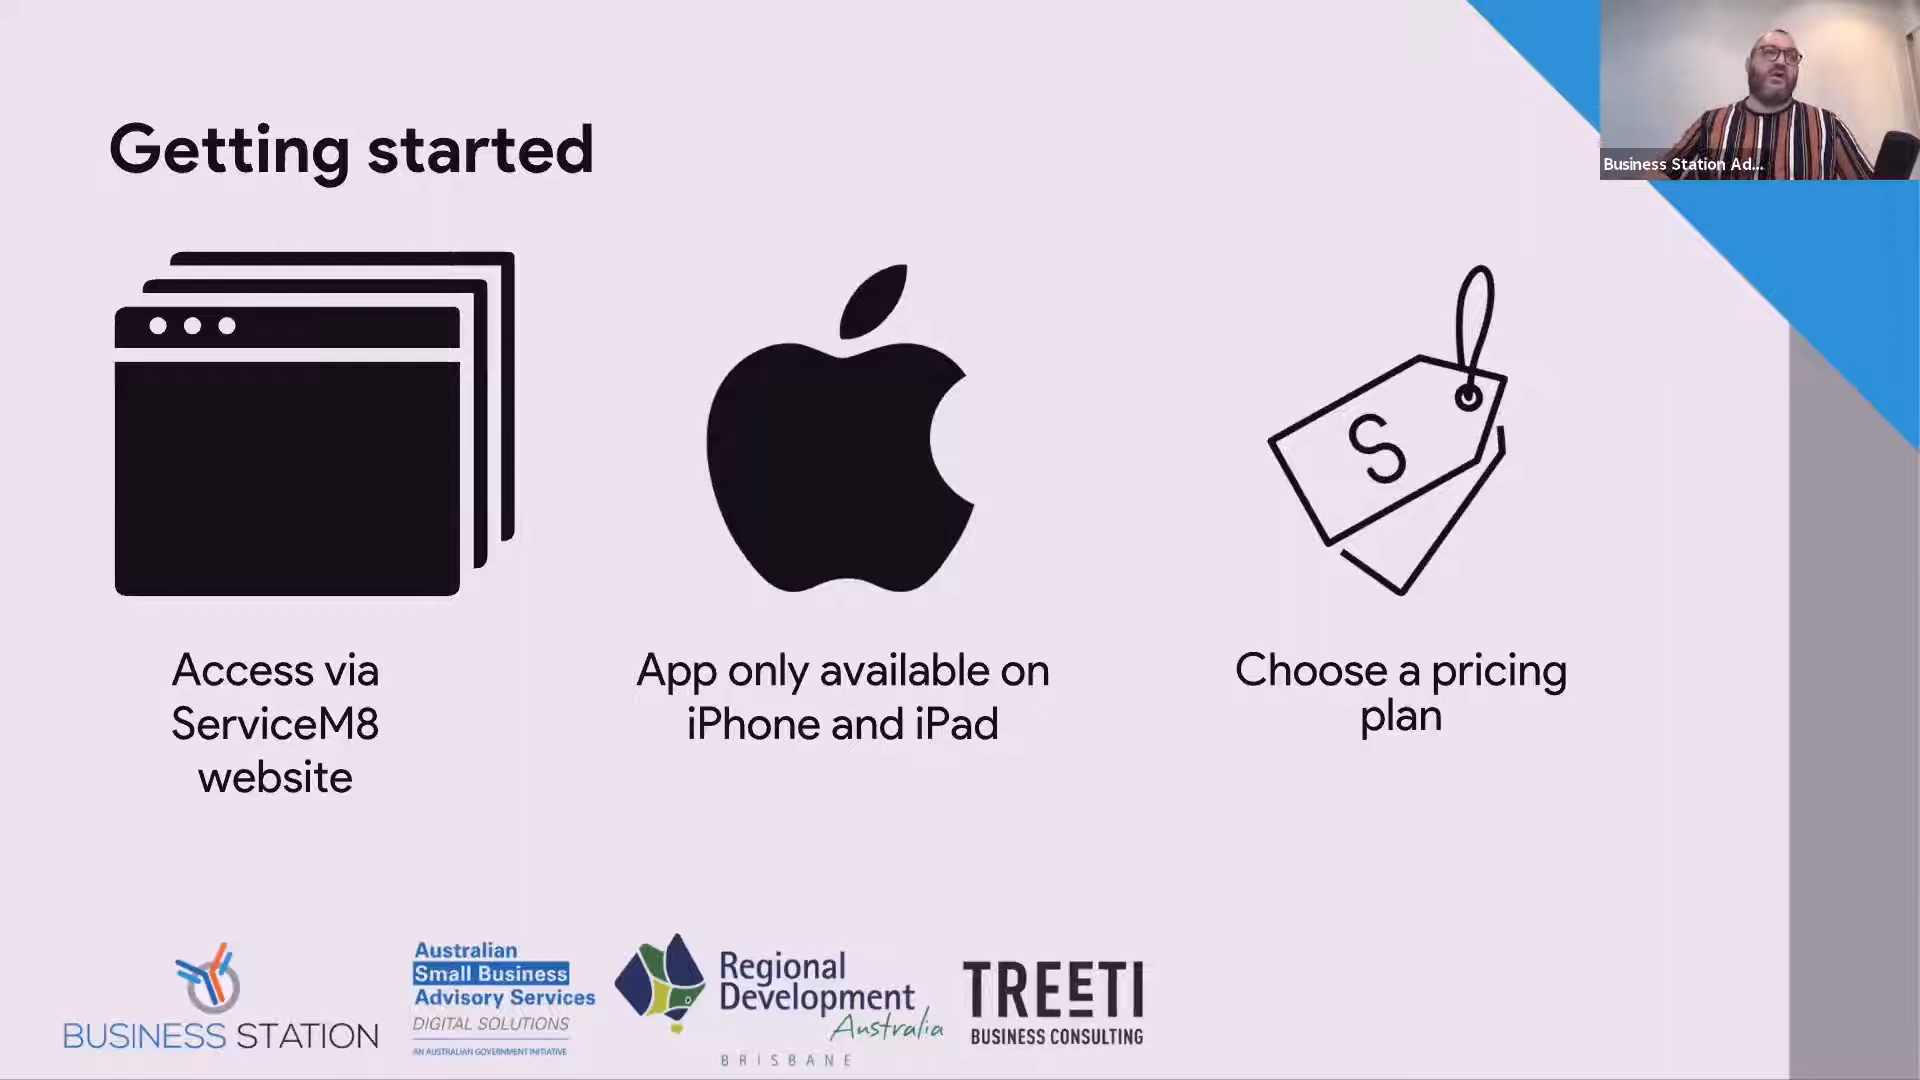 Business Station Ad...
Getting started
S
Access via
ServiceM8
website
App only available on
iPhone and iPad
Choose a pricing
plan
BUSINESS STATION
Australian
Small Business
Advisory Services
DIGITAL SOLUTIONS
AN AUSTRALIAN GOVERNMENT INITIATIVE
Regional
Development
Australia
BRISBANE
TREETI
BUSINESS CONSULTING